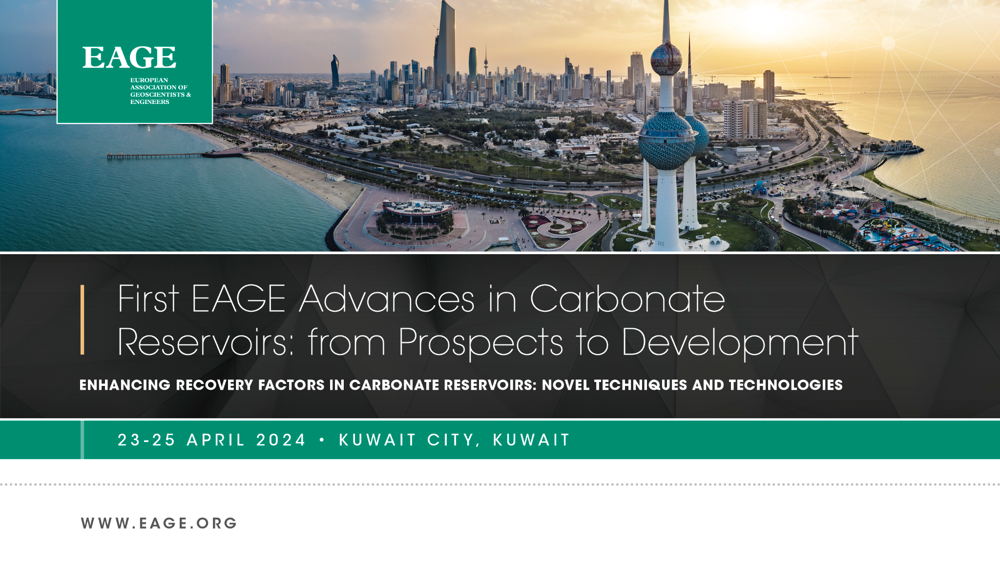 EAGE
EUROPEAN
ASSOCIATION OF
GEOSCIENTISTS &
ENGINEERS
First EAGE Advances in Carbonate
Reservoirs: from Prospects to Development
ENHANCING RECOVERY FACTORS IN CARBONATE RESERVOIRS: NOVEL TECHNIQUES AND TECHNOLOGIES
23-25 APRIL 2024 • KUWAIT CITY, KUWAIT
WWW.EAGE.ORG